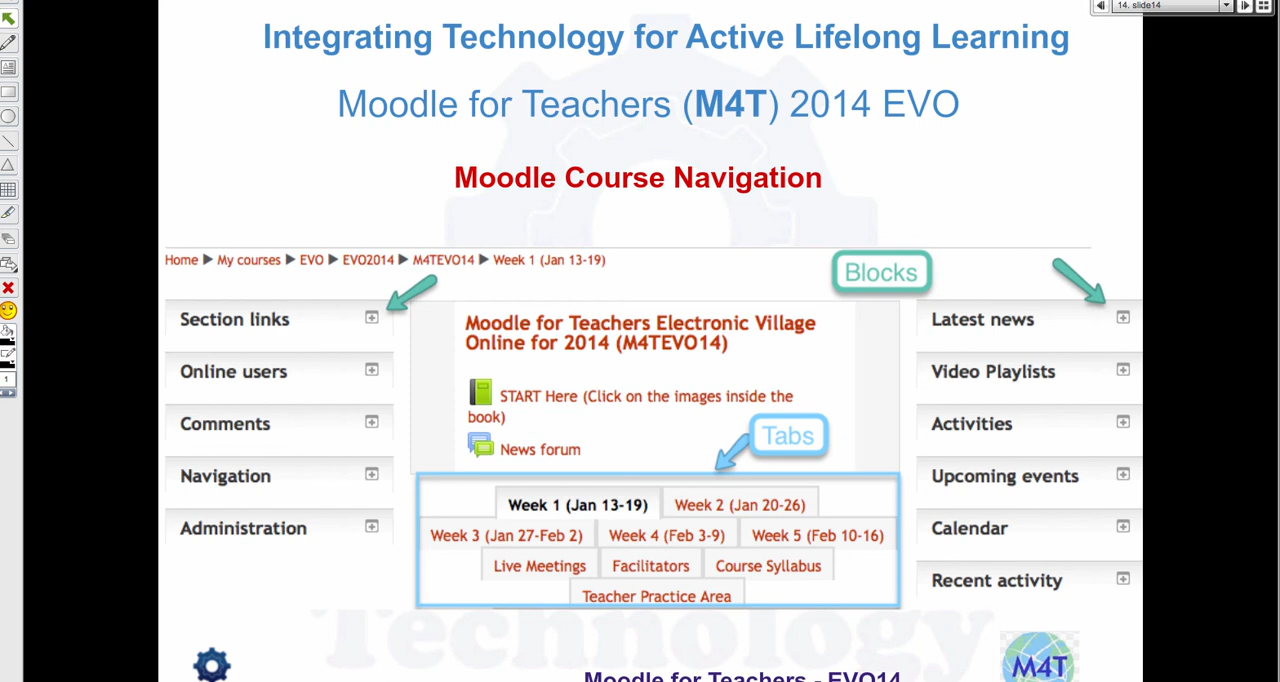 14. slide14
Integrating Technology for Active Lifelong Learning
Moodle for Teachers (M4T) 2014 EVO
Moodle Course Navigation
Home ▶ My courses ▶ EVO ▶ EVO2014 ▶ M4TEVO14 ▶ Week 1 (Jan 13-19)
Blocks
Section links
Online users
Comments
Navigation
Administration
Moodle for Teachers Electronic Village
Online for 2014 (M4TEVO14)
START Here (Click on the images inside the
book)
News forum
Tabs
Week 1 (Jan 13-19) Week 2 (Jan 20-26)
Week 3 (Jan 27-Feb 2) Week 4 (Feb 3-9) Week 5 (Feb 10-16)
Live Meetings Facilitators Course Syllabus
Teacher Practice Area
Latest news
Video Playlists
Activities
Upcoming events
Calendar
Recent activity
Technology
Moodle for Teachers - EVO14
M4T
1